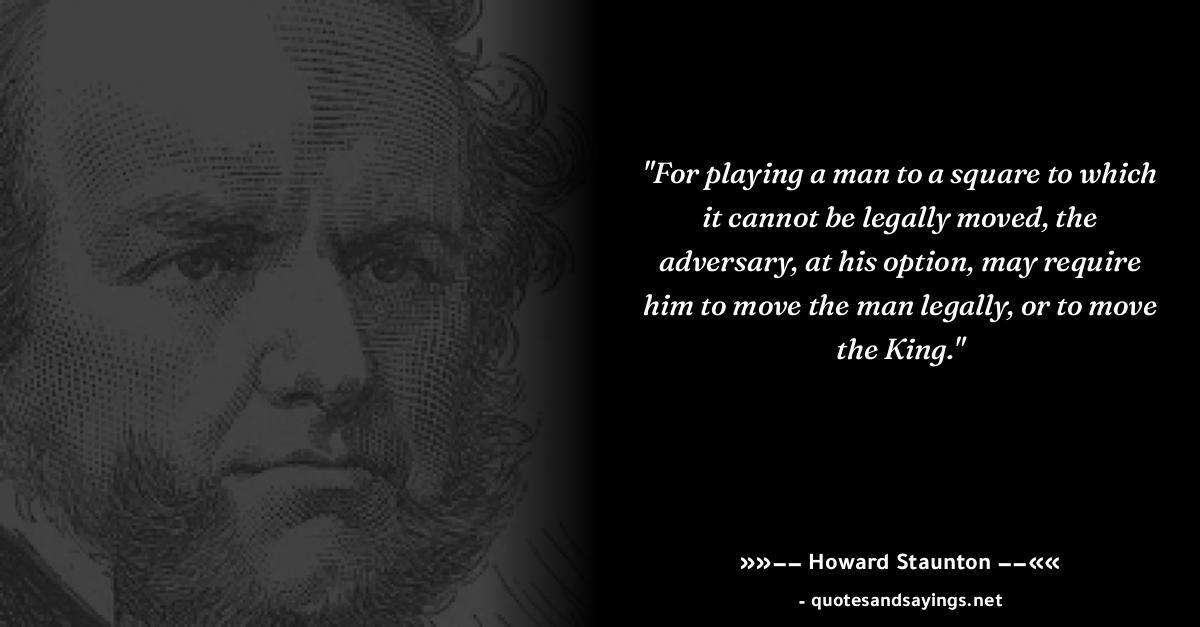 "For playing a man to a square to which
it cannot be legally moved, the
adversary, at his option, may require
him to move the man legally, or to move
the King."
»»–– Howard Staunton ––««
- quotesandsayings.net